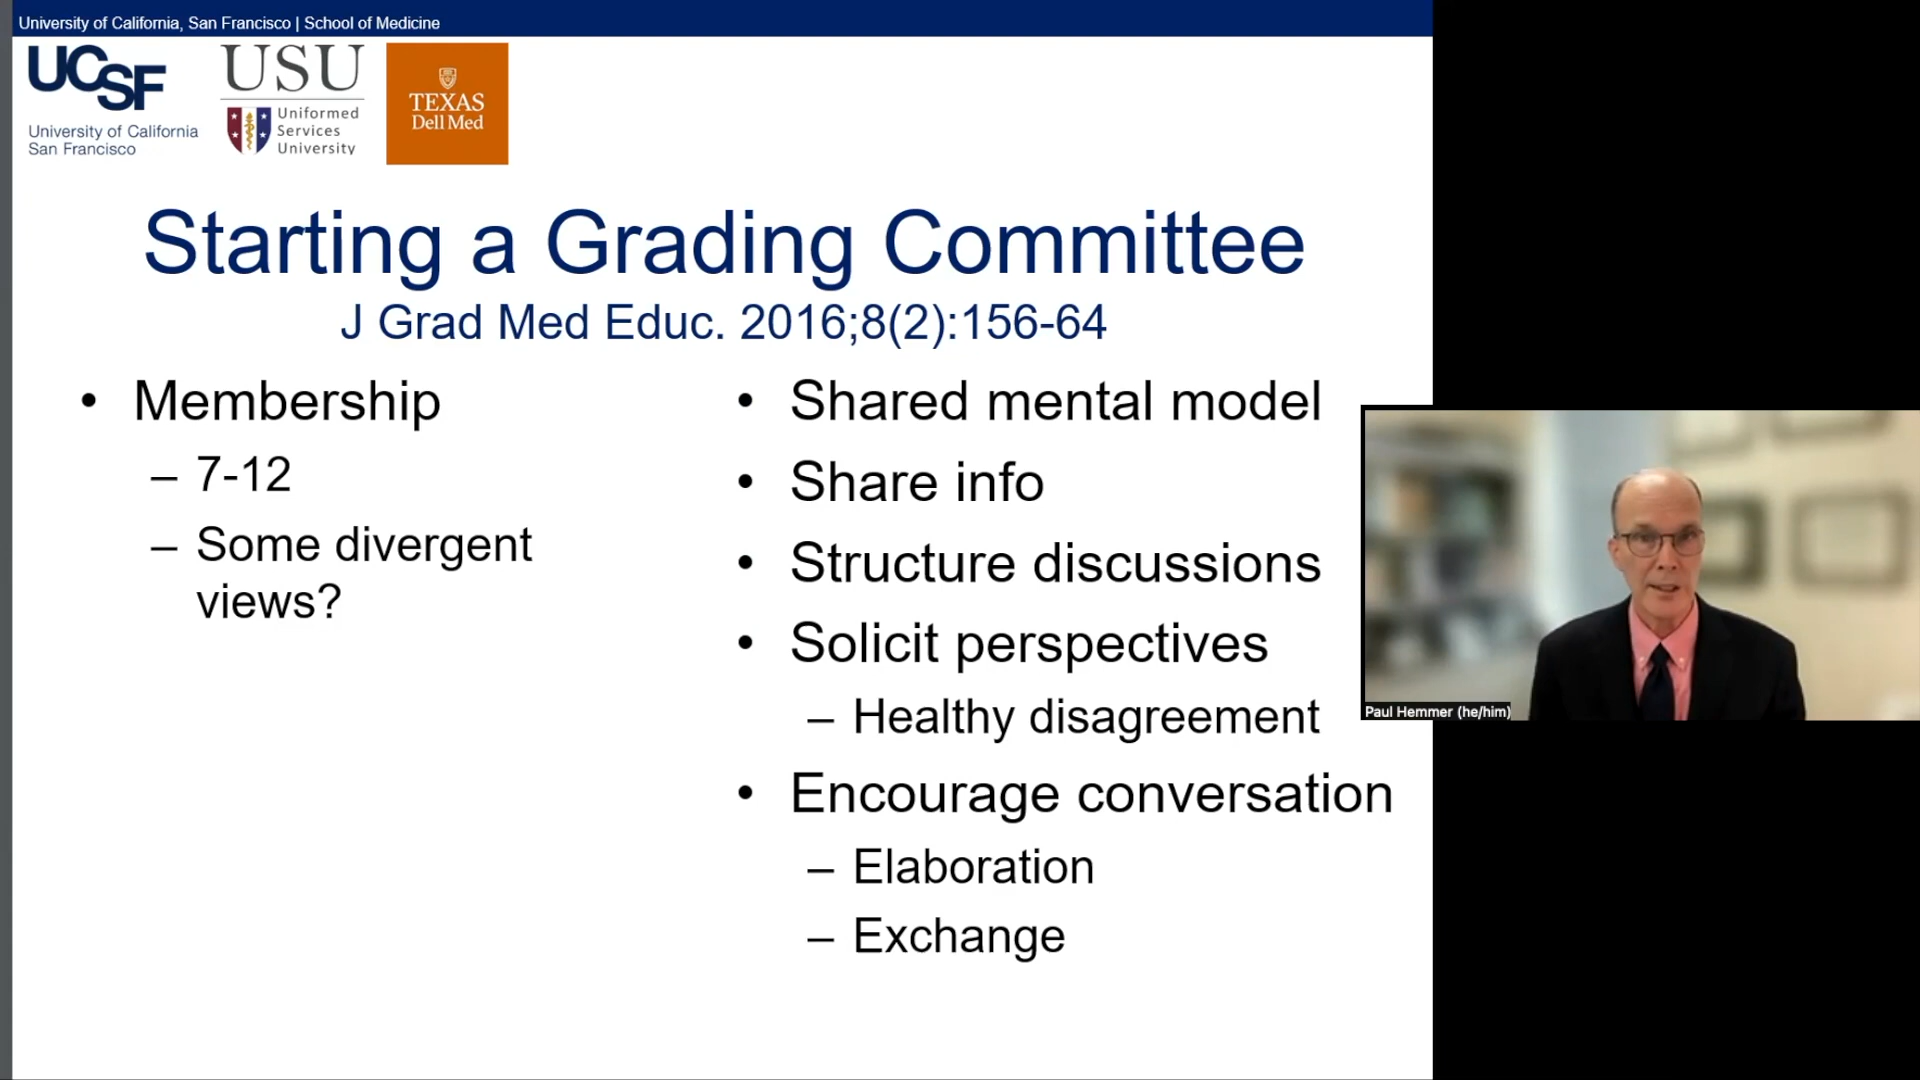 University of California, San Francisco | School of Medicine
UCSF
University of California
San Francisco
USU
Uniformed
Services
University
TEXAS
Dell Med
Starting a Grading Committee
J Grad Med Educ. 2016;8(2):156-64
• Membership
– 7-12
– Some divergent
views?
• Shared mental model
• Share info
• Structure discussions
• Solicit perspectives
– Healthy disagreement
• Encourage conversation
– Elaboration
– Exchange
Paul Hemmer (he/him)